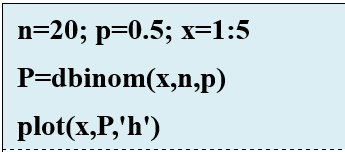 n=20; p=0.5; x=1:5
P=dbinom(x,n,p)
plot(x,P,'h')